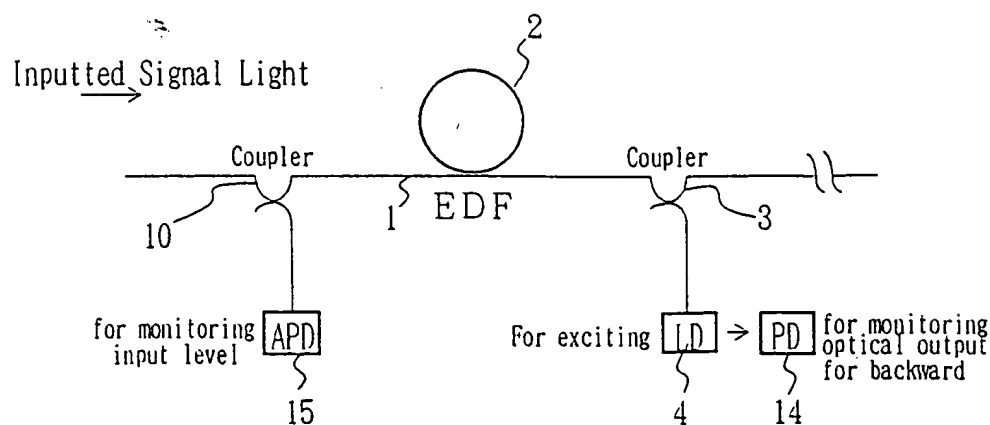 2
Inputted Signal Light
Coupler
Coupler
10
1
EDF
3
for monitoring
input level
APD
For exciting
LD
PD
for monitoring
optical output
for backward
15
4
14